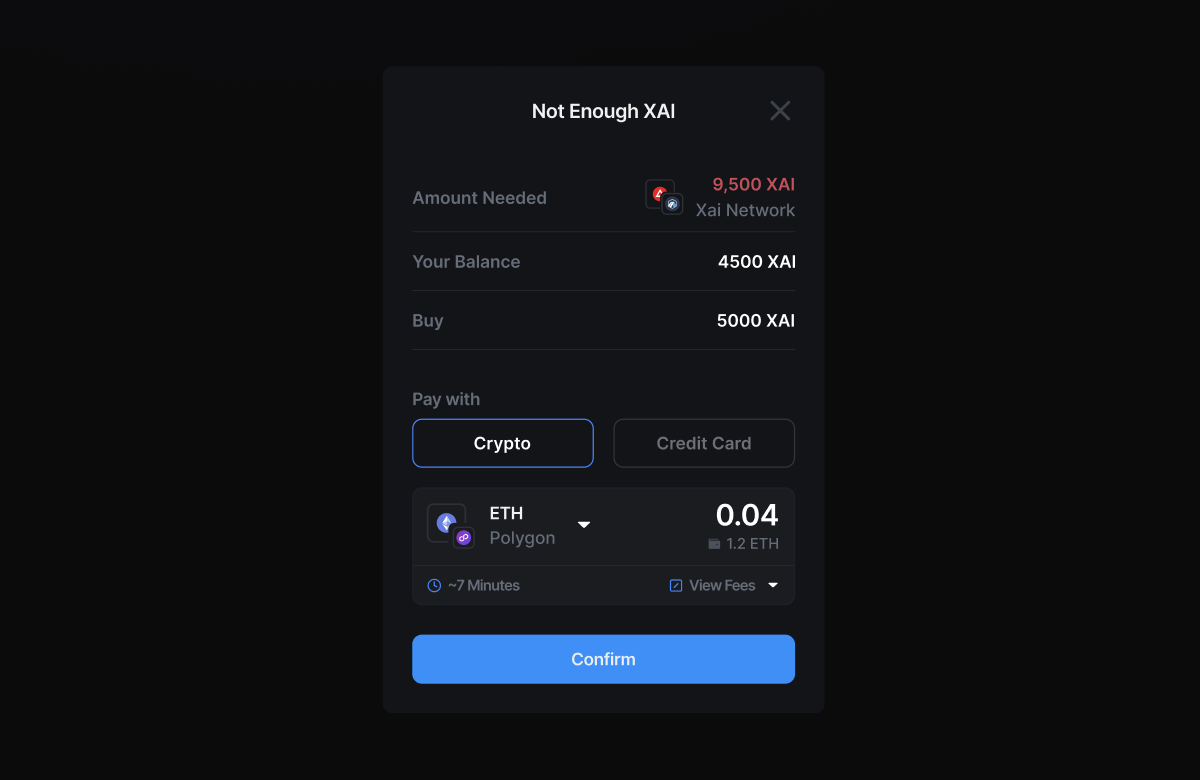 Not Enough XAI
Amount Needed
9,500 XAI
Xai Network
Your Balance
4500 XAI
Buy
5000 XAI
Pay with
Crypto
Credit Card
ETH
Polygon
0.04
1.2 ETH
~7 Minutes
View Fees
Confirm